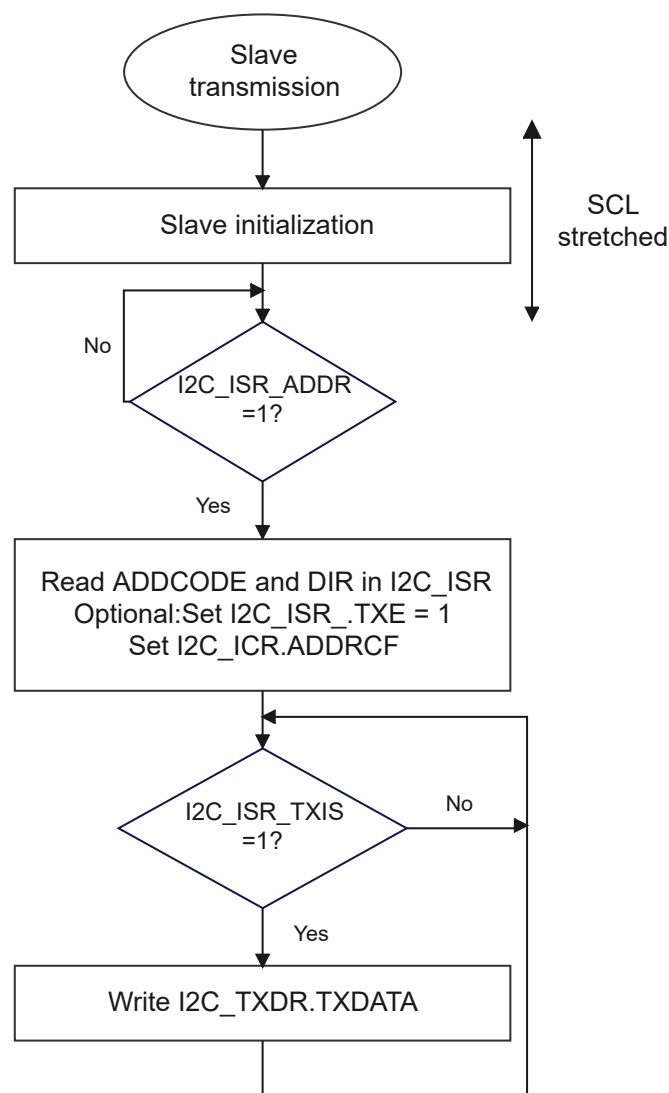 Slave
transmission
Slave initialization
SCL
stretched
No
I2C_ISR_ADDR
=1?
Yes
Read ADDCODE and DIR in I2C_ISR
Optional:Set I2C_ISR_.TXE = 1
Set I2C_ICR.ADDRCF
I2C_ISR_TXIS
=1?
No
Yes
Write I2C_TXDR.TXDATA